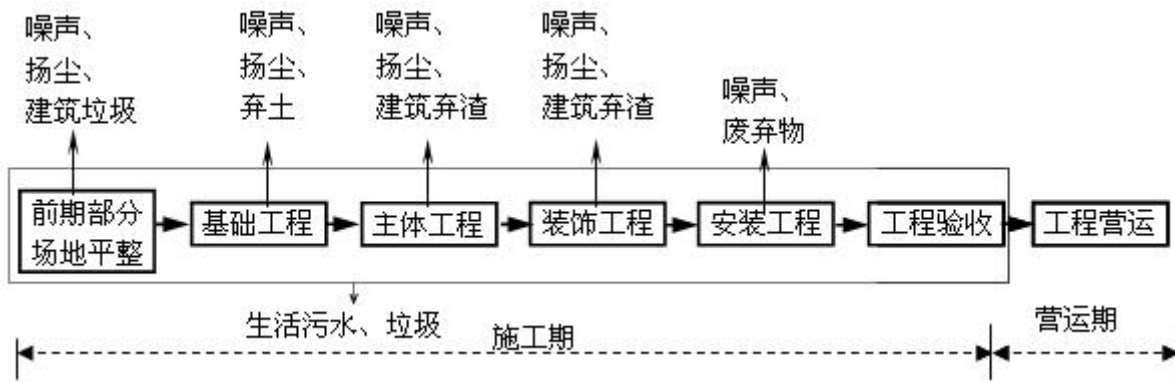 噪声、
扬尘、
建筑垃圾
噪声、
扬尘、
弃土
噪声、
扬尘、
建筑弃渣
噪声、
扬尘、
建筑弃渣
噪声、
废弃物
前期部分
场地平整
基础工程
主体工程
装饰工程
安装工程
工程验收
工程营运
生活污水、垃圾
施工期
营运期